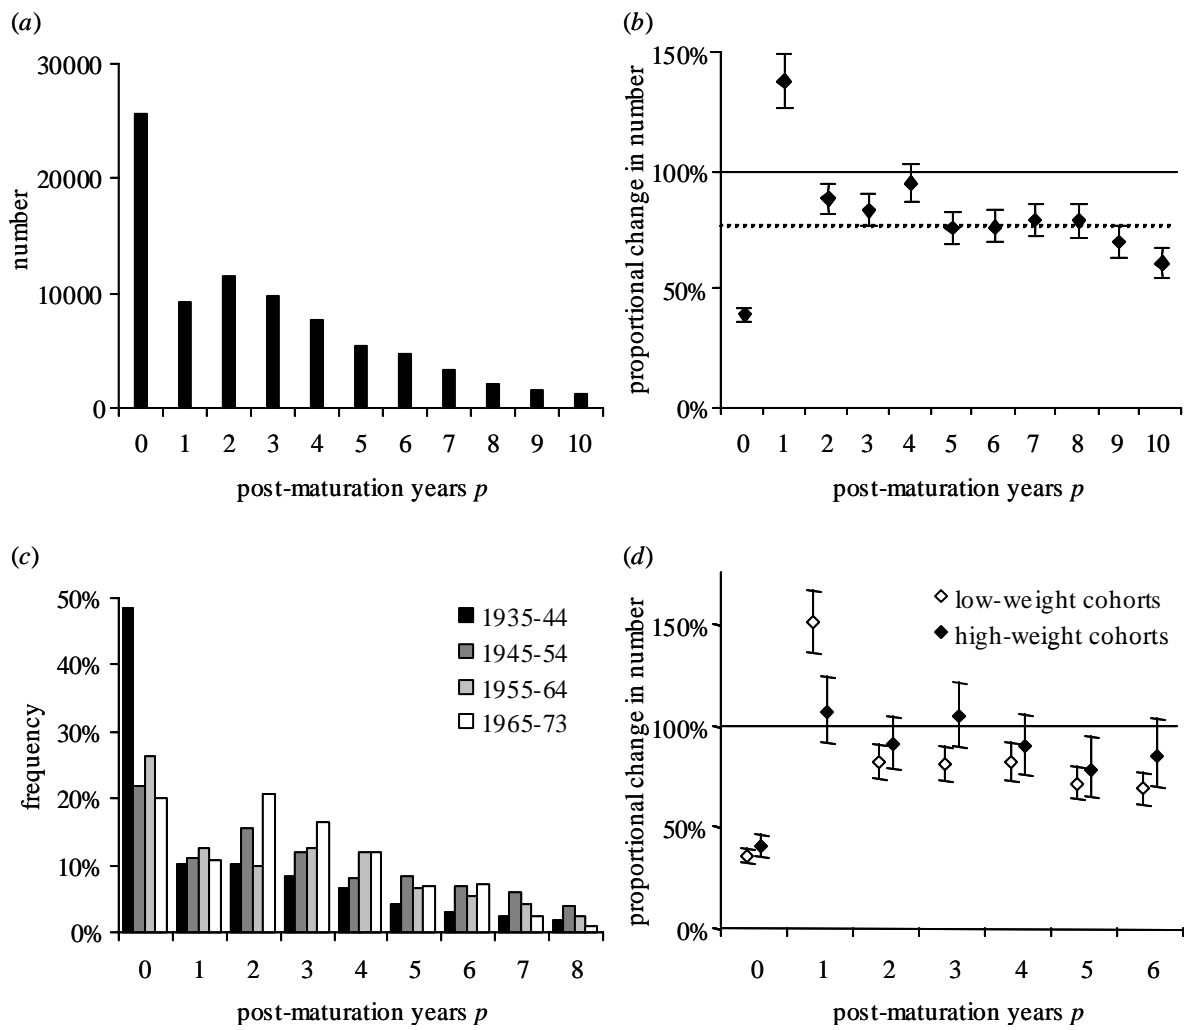 (a)
number
30000
20000
10000
0
0 1 2 3 4 5 6 7 8 9 10
post-maturation years p
(b)
proportional change in number
150%
100%
50%
0%
0 1 2 3 4 5 6 7 8 9 10
post-maturation years p
(c)
frequency
50%
40%
30%
20%
10%
0%
1935-44
1945-54
1955-64
1965-73
0 1 2 3 4 5 6 7 8
post-maturation years p
(d)
proportional change in number
150%
100%
50%
0%
low-weight cohorts
high-weight cohorts
0 1 2 3 4 5 6
post-maturation years p